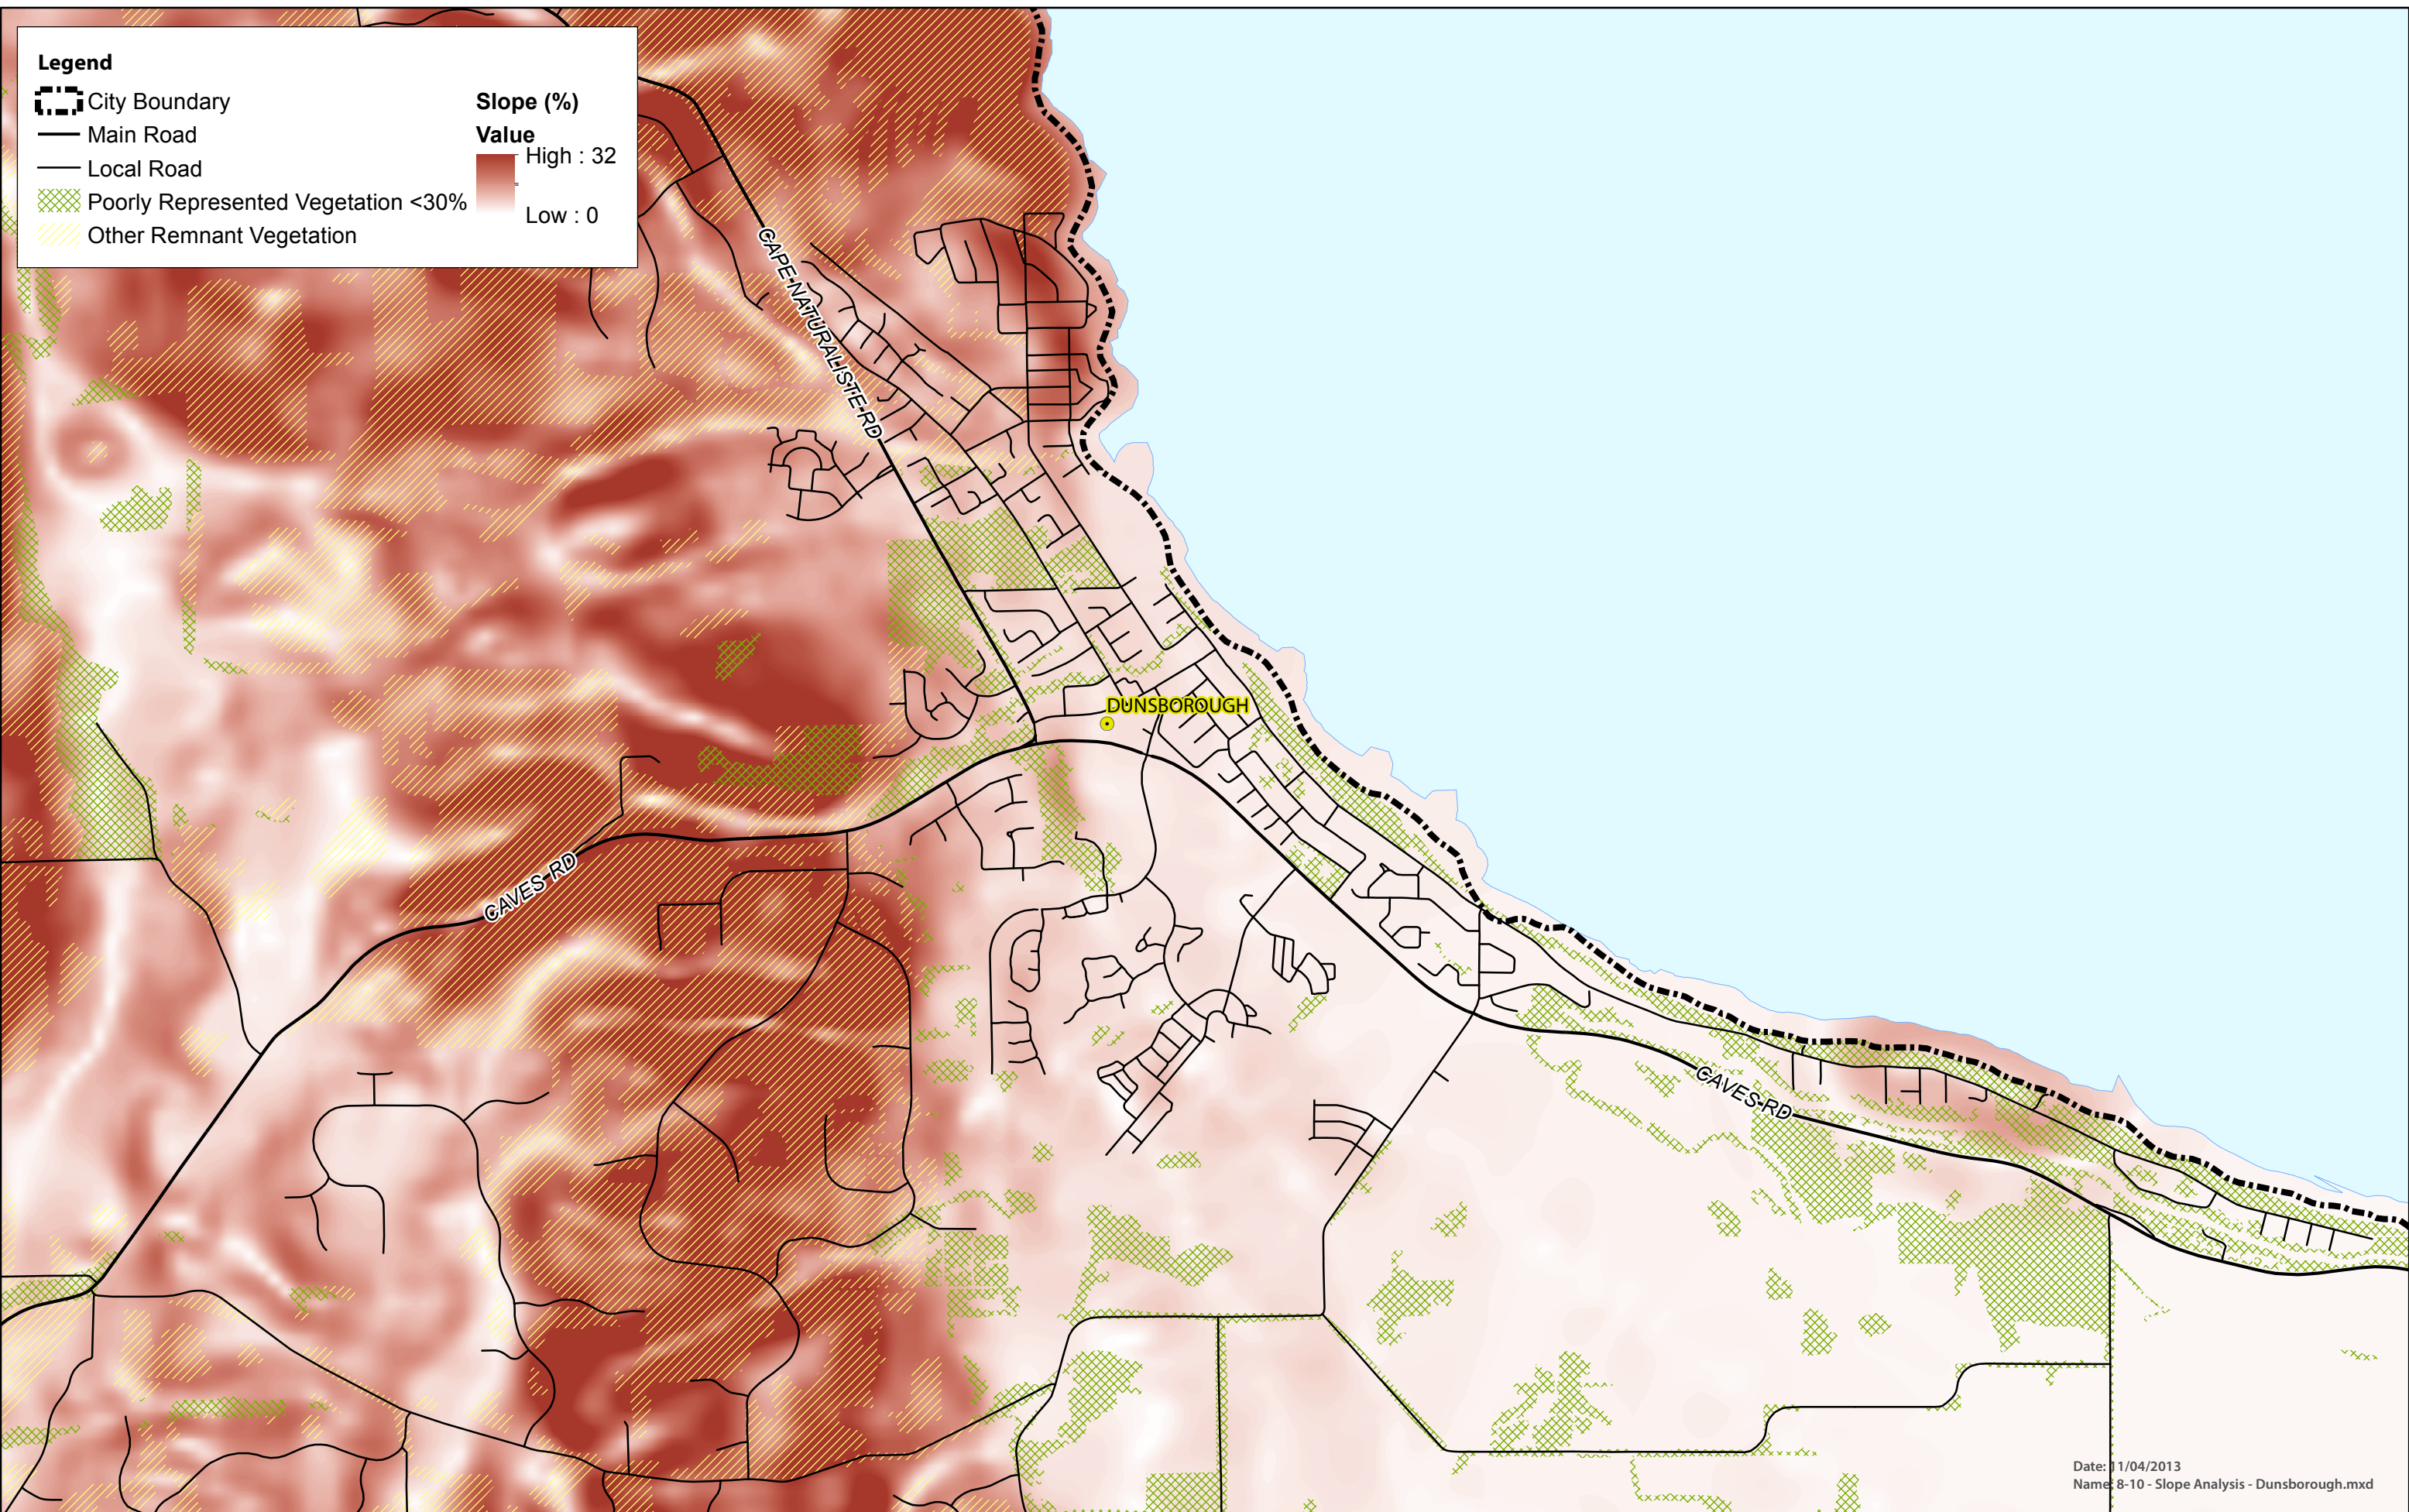 Legend
City Boundary
Main Road
Local Road
Poorly Represented Vegetation <30%
Other Remnant Vegetation
Slope (%)
Value
High : 32
Low : 0
CAPE NATURALISTE RD
DUNSBOROUGH
CAVES RD
CAVES RD
Date: 11/04/2013
Name: 8-10 - Slope Analysis - Dunsborough.mxd